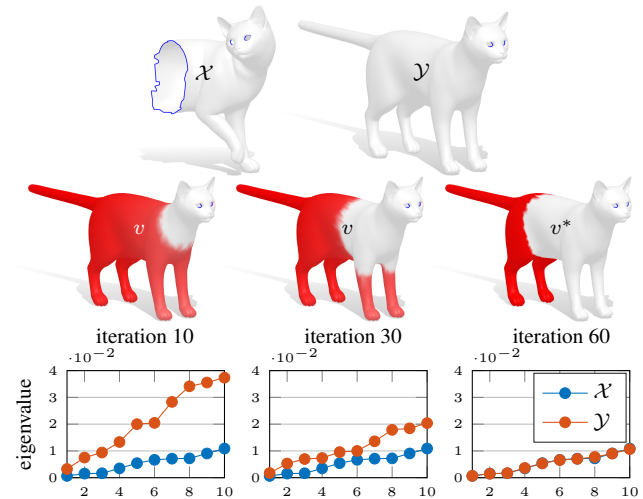 𝒳 𝒴
v v v*
iteration 10 iteration 30 iteration 60
·10⁻² ·10⁻² ·10⁻²
4 4 4
3 3 3
2 2 2
1 1 1
0 0 0
2 4 6 8 10 2 4 6 8 10 2 4 6 8 10
eigenvalue
𝒳
𝒴